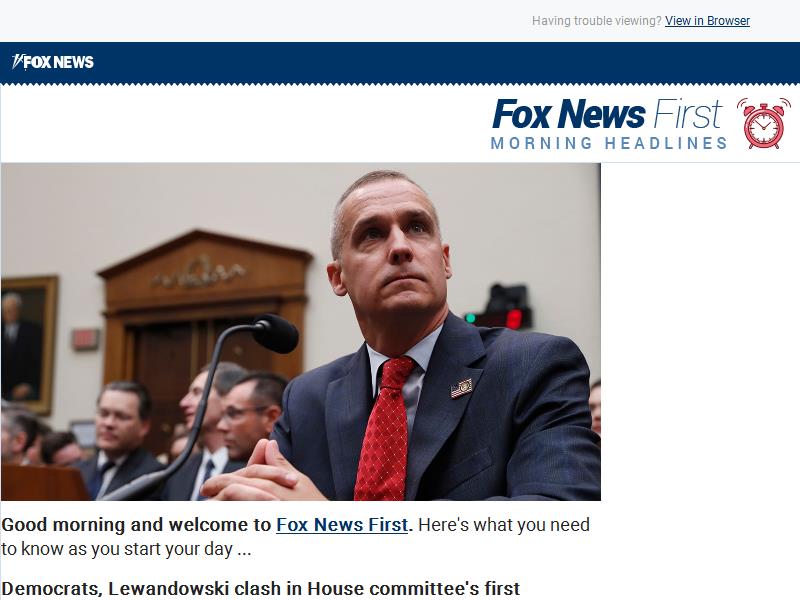 Having trouble viewing? View in Browser
FOX NEWS
Fox News First
MORNING HEADLINES
Good morning and welcome to Fox News First. Here's what you need
to know as you start your day ...
Democrats, Lewandowski clash in House committee's first